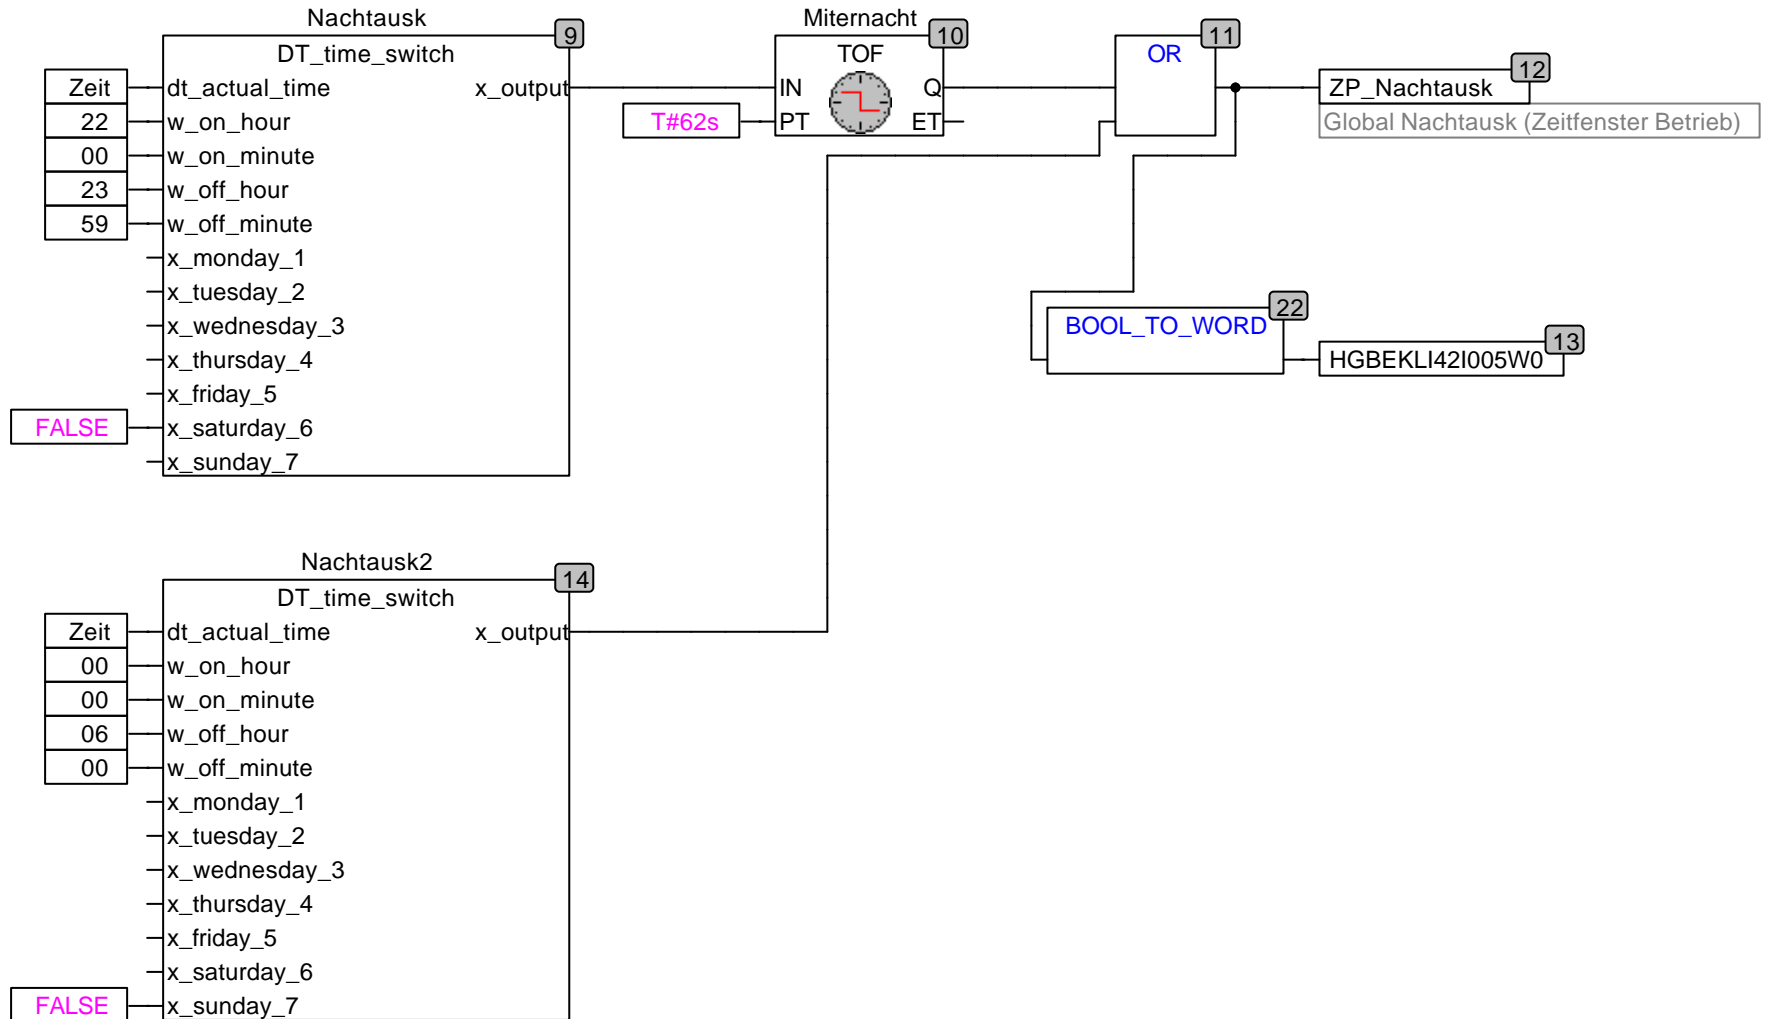 Nachtausk
9
DT_time_switch
Zeit dt_actual_time x_output
22 w_on_hour
00 w_on_minute
23 w_off_hour
59 w_off_minute
x_monday_1
x_tuesday_2
x_wednesday_3
x_thursday_4
x_friday_5
FALSE x_saturday_6
x_sunday_7
Miternacht
10
TOF
IN Q
T#62s PT ET
11
OR
12
ZP_Nachtausk
Global Nachtausk (Zeitfenster Betrieb)
22
BOOL_TO_WORD
13
HGBEKLI42I005W0
Nachtausk2
14
DT_time_switch
Zeit dt_actual_time x_output
00 w_on_hour
00 w_on_minute
06 w_off_hour
00 w_off_minute
x_monday_1
x_tuesday_2
x_wednesday_3
x_thursday_4
x_friday_5
x_saturday_6
FALSE x_sunday_7